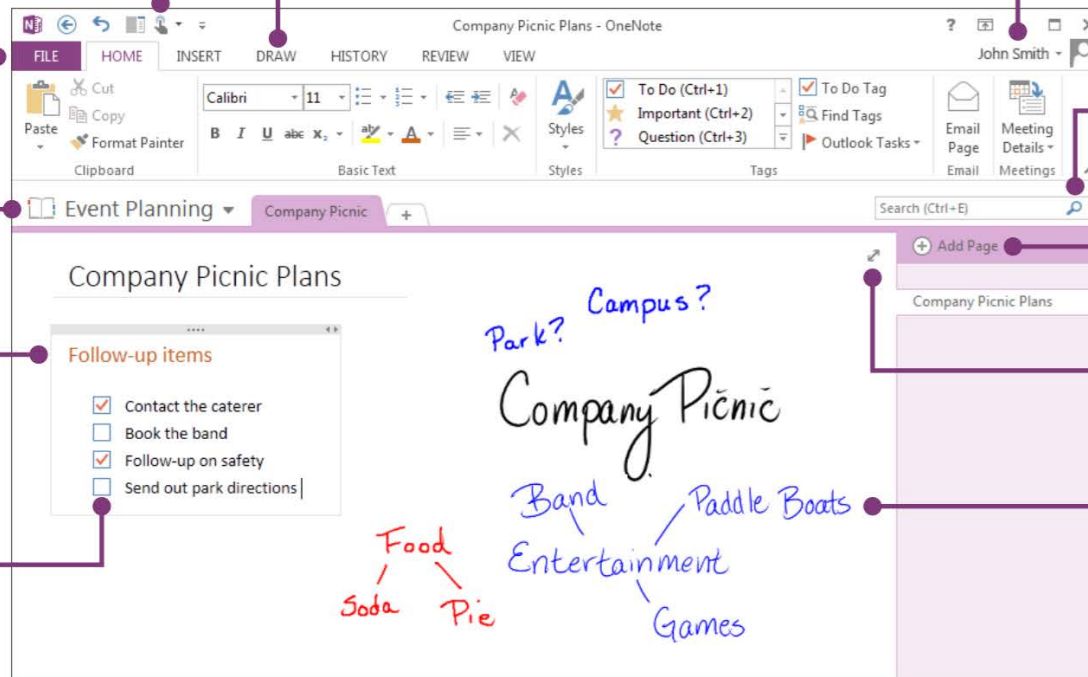 Company Picnic Plans - OneNote
?
John Smith
FILE HOME INSERT DRAW HISTORY REVIEW VIEW
Paste
Cut
Copy
Format Painter
Clipboard
Calibri 11
B I U abc X₂ A
Basic Text
A
Styles
Styles
To Do (Ctrl+1)
Important (Ctrl+2)
? Question (Ctrl+3)
To Do Tag
Find Tags
Outlook Tasks
Tags
Email
Page
Email
Meeting
Details
Meetings
Event Planning Company Picnic +
Search (Ctrl+E)
Add Page
Company Picnic Plans
Company Picnic Plans
Follow-up items
Contact the caterer
Book the band
Follow-up on safety
Send out park directions
Park? Campus?
Company Picnic
Band Paddle Boats
Entertainment
Games
Food
Soda Pie